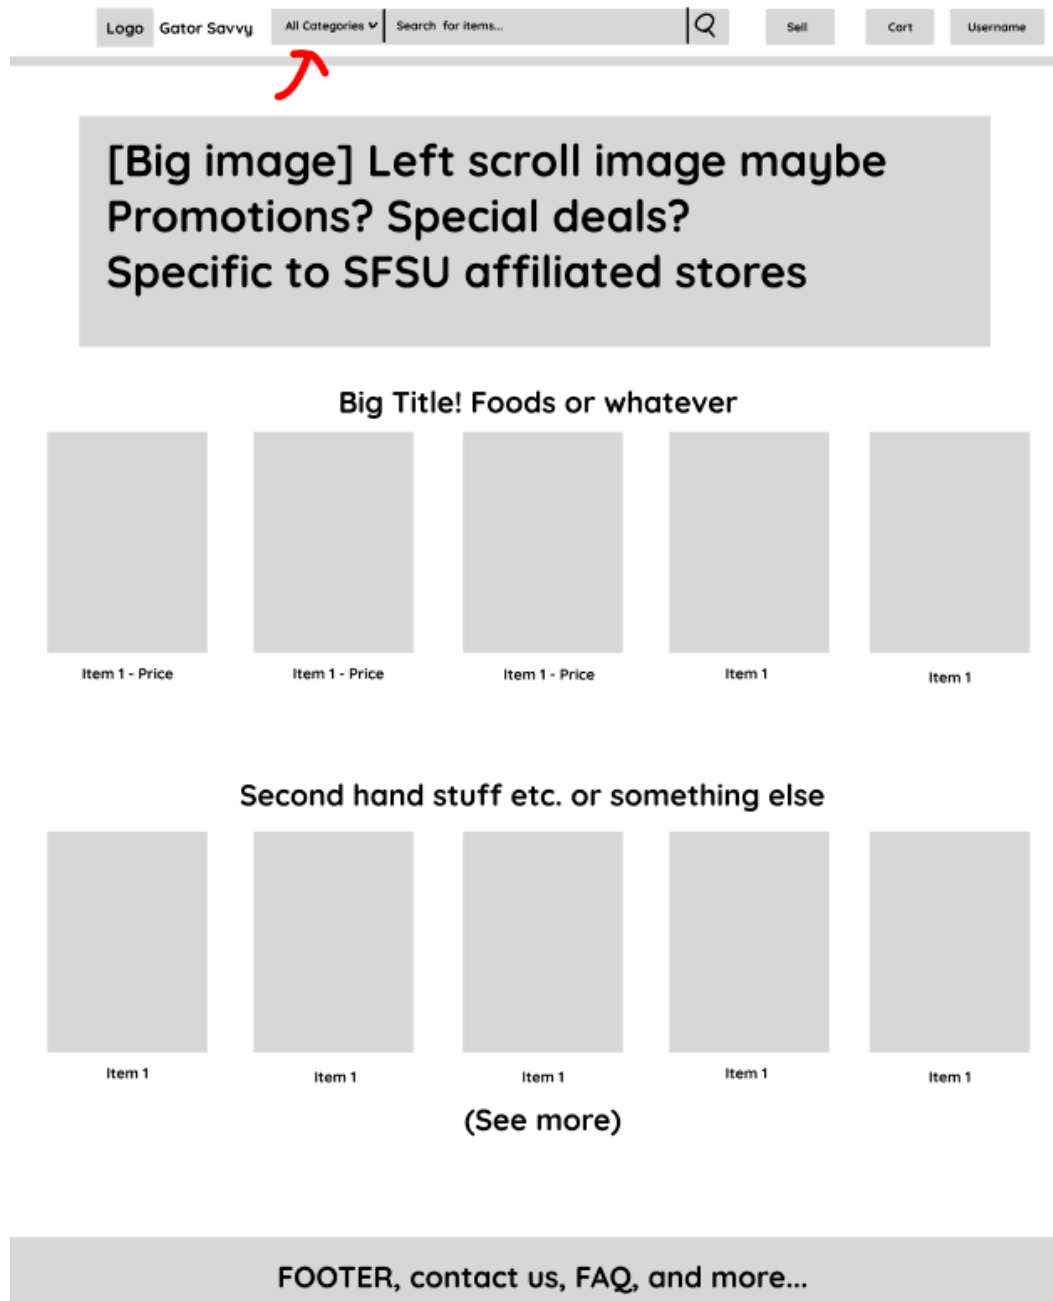 Logo Gator Savvy All Categories Search for items... Sell Cart Username
[Big image] Left scroll image maybe
Promotions? Special deals?
Specific to SFSU affiliated stores
Big Title! Foods or whatever
Item 1 - Price Item 1 - Price Item 1 - Price Item 1 Item 1
Second hand stuff etc. or something else
Item 1 Item 1 Item 1 Item 1 Item 1
(See more)
FOOTER, contact us, FAQ, and more...